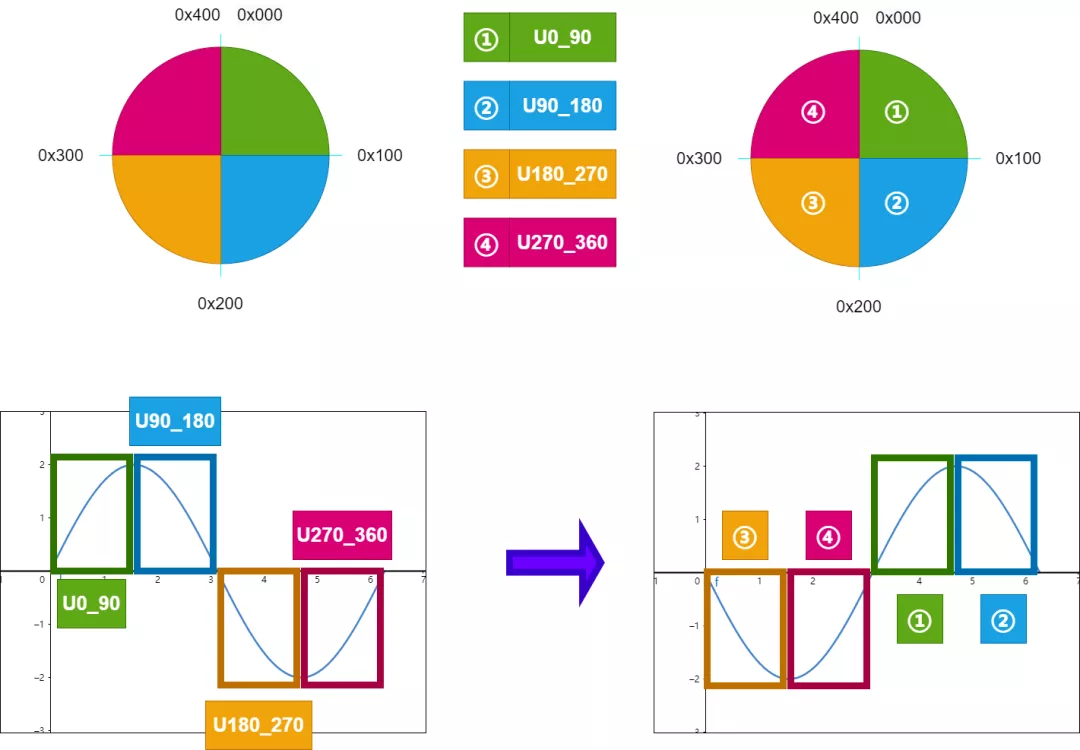 0x400 0x000
0x300
0x100
0x200
① U0_90
② U90_180
③ U180_270
④ U270_360
0x400 0x000
④ ①
0x300
0x100
③ ②
0x200
U90_180
2
1
U270_360
0 1 2 3 4 5 6 7
U0_90
−1
−2
U180_270
−3
3
2
1
③ ④
1 0 f 1 2 4 5 6 7
① ②
−1
−2